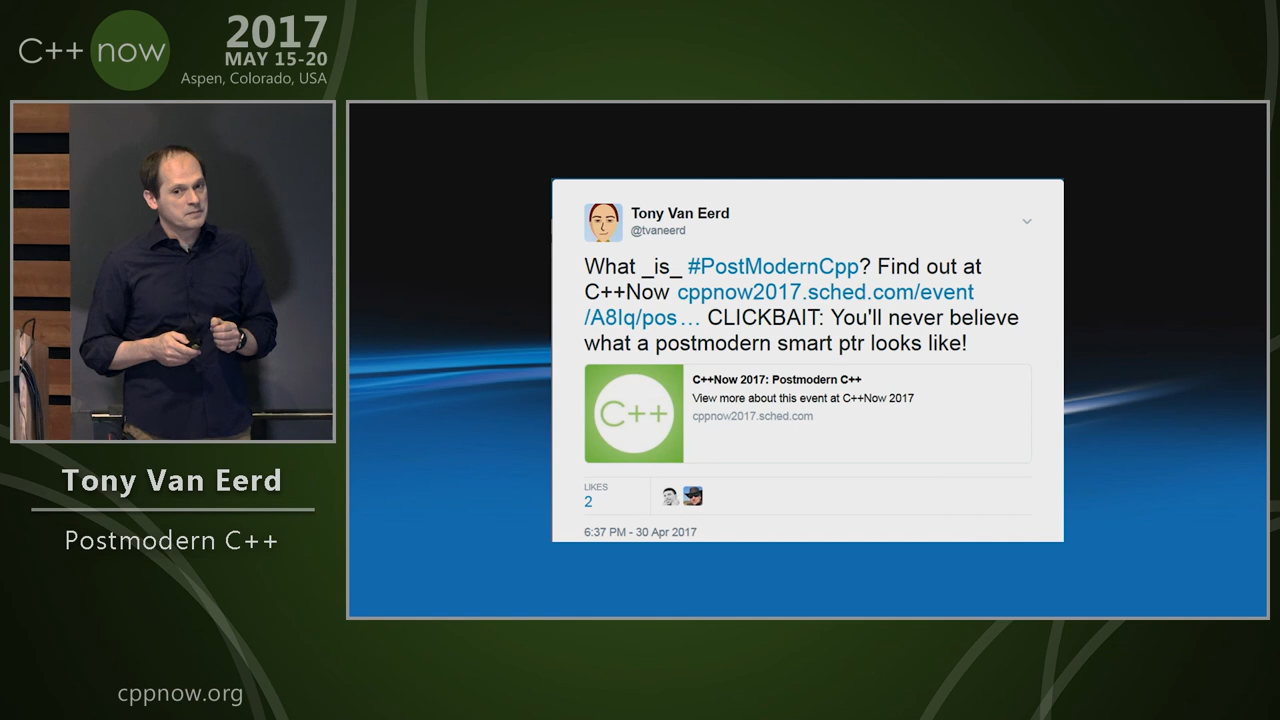 C++ now
2017
MAY 15-20
Aspen, Colorado, USA
Tony Van Eerd
@tvaneerd
What _is_ #PostModernCpp? Find out at
C++Now cppnow2017.sched.com/event
/A8Iq/pos… CLICKBAIT: You'll never believe
what a postmodern smart ptr looks like!
C++
C++Now 2017: Postmodern C++
View more about this event at C++Now 2017
cppnow2017.sched.com
LIKES
2
6:37 PM - 30 Apr 2017
Tony Van Eerd
Postmodern C++
cppnow.org